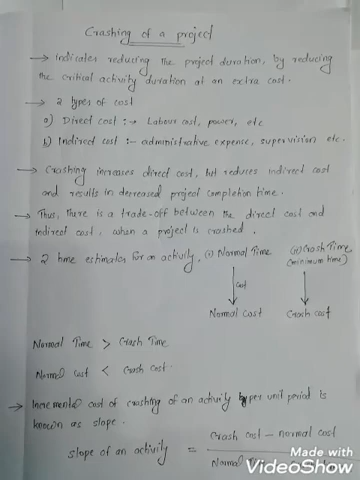 Crashing of a project
→ Indicates reducing the project duration, by reducing
the critical activity duration at an extra cost.
→ 2 types of cost
a) Direct cost :→ Labour cost, power, etc
b) Indirect cost :- administrative expense, supervision etc.
→ Crashing increases direct cost, but reduces indirect cost
and results in decreased project completion time.
→ Thus, there is a trade-off between the direct cost and
indirect cost, when a project is crashed.
→ 2 time estimates for an activity. (i) Normal Time (ii) Crash Time
(minimum time)
↓ Cost ↓
Normal Cost Crash cost
Normal Time > Crash Time
Normal cost < Crash cost.
→ Incremental cost of crashing of an activity per unit period is
known as slope.
slope of an activity = Crash cost - normal cost
Normal
Made with
VideoShow